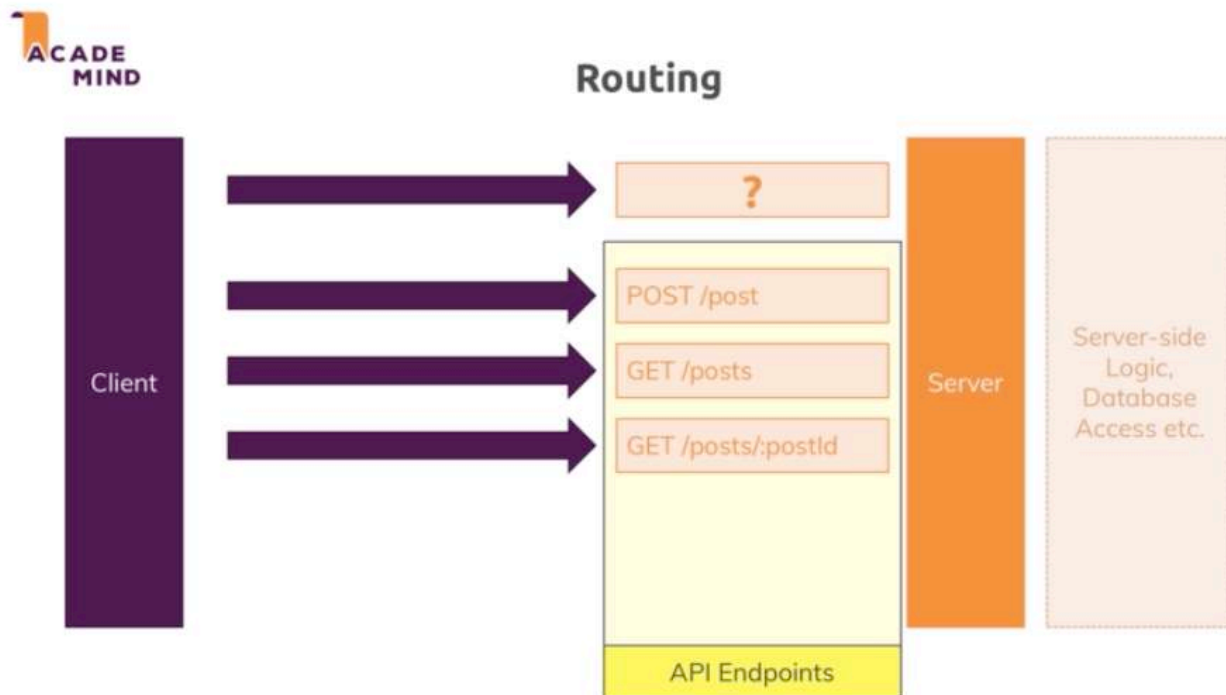 ACADE
MIND
Routing
Client
?
POST /post
GET /posts
GET /posts/:postId
API Endpoints
Server
Server-side
Logic,
Database
Access etc.